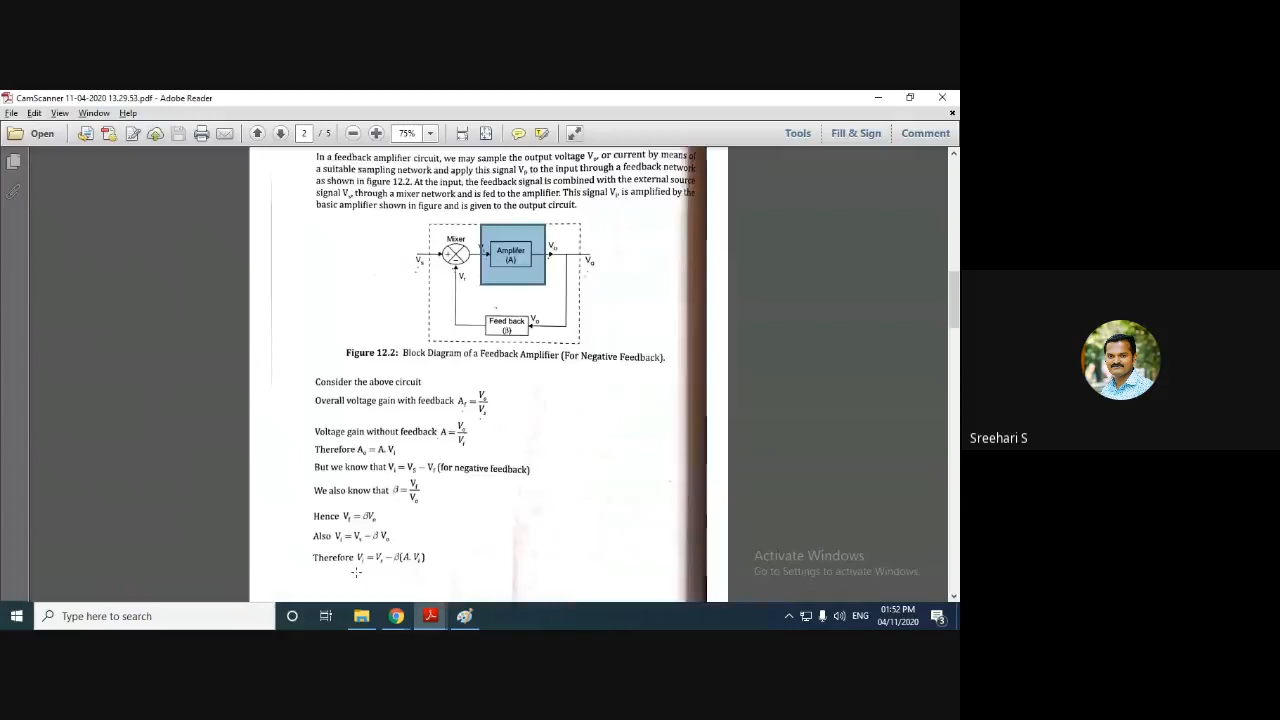 CamScanner 11-04-2020 13.29.53.pdf - Adobe Reader
File Edit View Window Help
Open 2 / 5 75% Tools Fill & Sign Comment
In a feedback amplifier circuit, we may sample the output voltage Vo, or current by means of
a suitable sampling network and apply this signal Vo to the input through a feedback network
as shown in figure 12.2. At the input, the feedback signal is combined with the external source
signal Vs, through a mixer network and is fed to the amplifier. This signal Vi, is amplified by the
basic amplifier shown in figure and is given to the output circuit.
Mixer
Vs + − Vi Amplifer (A) Vo Vo
Vf
Feed back (β) Vo
Figure 12.2: Block Diagram of a Feedback Amplifier (For Negative Feedback).
Consider the above circuit
Overall voltage gain with feedback Af = Vo/Vs
Voltage gain without feedback A = Vo/Vi
Therefore Ao = A. Vi
But we know that Vi = VS − Vf (for negative feedback)
We also know that β = Vf/Vo
Hence Vf = βVo
Also Vi = Vs − β Vo
Therefore Vi = Vs − β(A. Vi)
Activate Windows
Go to Settings to activate Windows.
Sreehari S
Type here to search
ENG
01:52 PM
04/11/2020
3